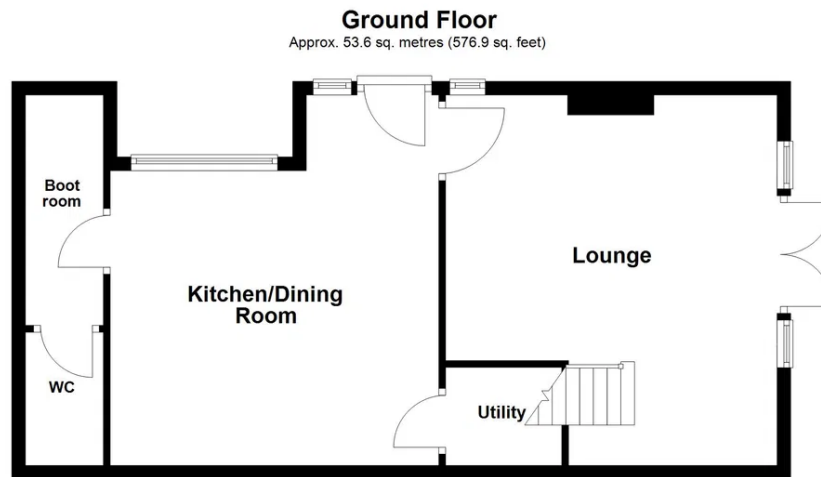 Ground Floor
Approx. 53.6 sq. metres (576.9 sq. feet)
Boot
room
Lounge
Kitchen/Dining
Room
WC
Utility